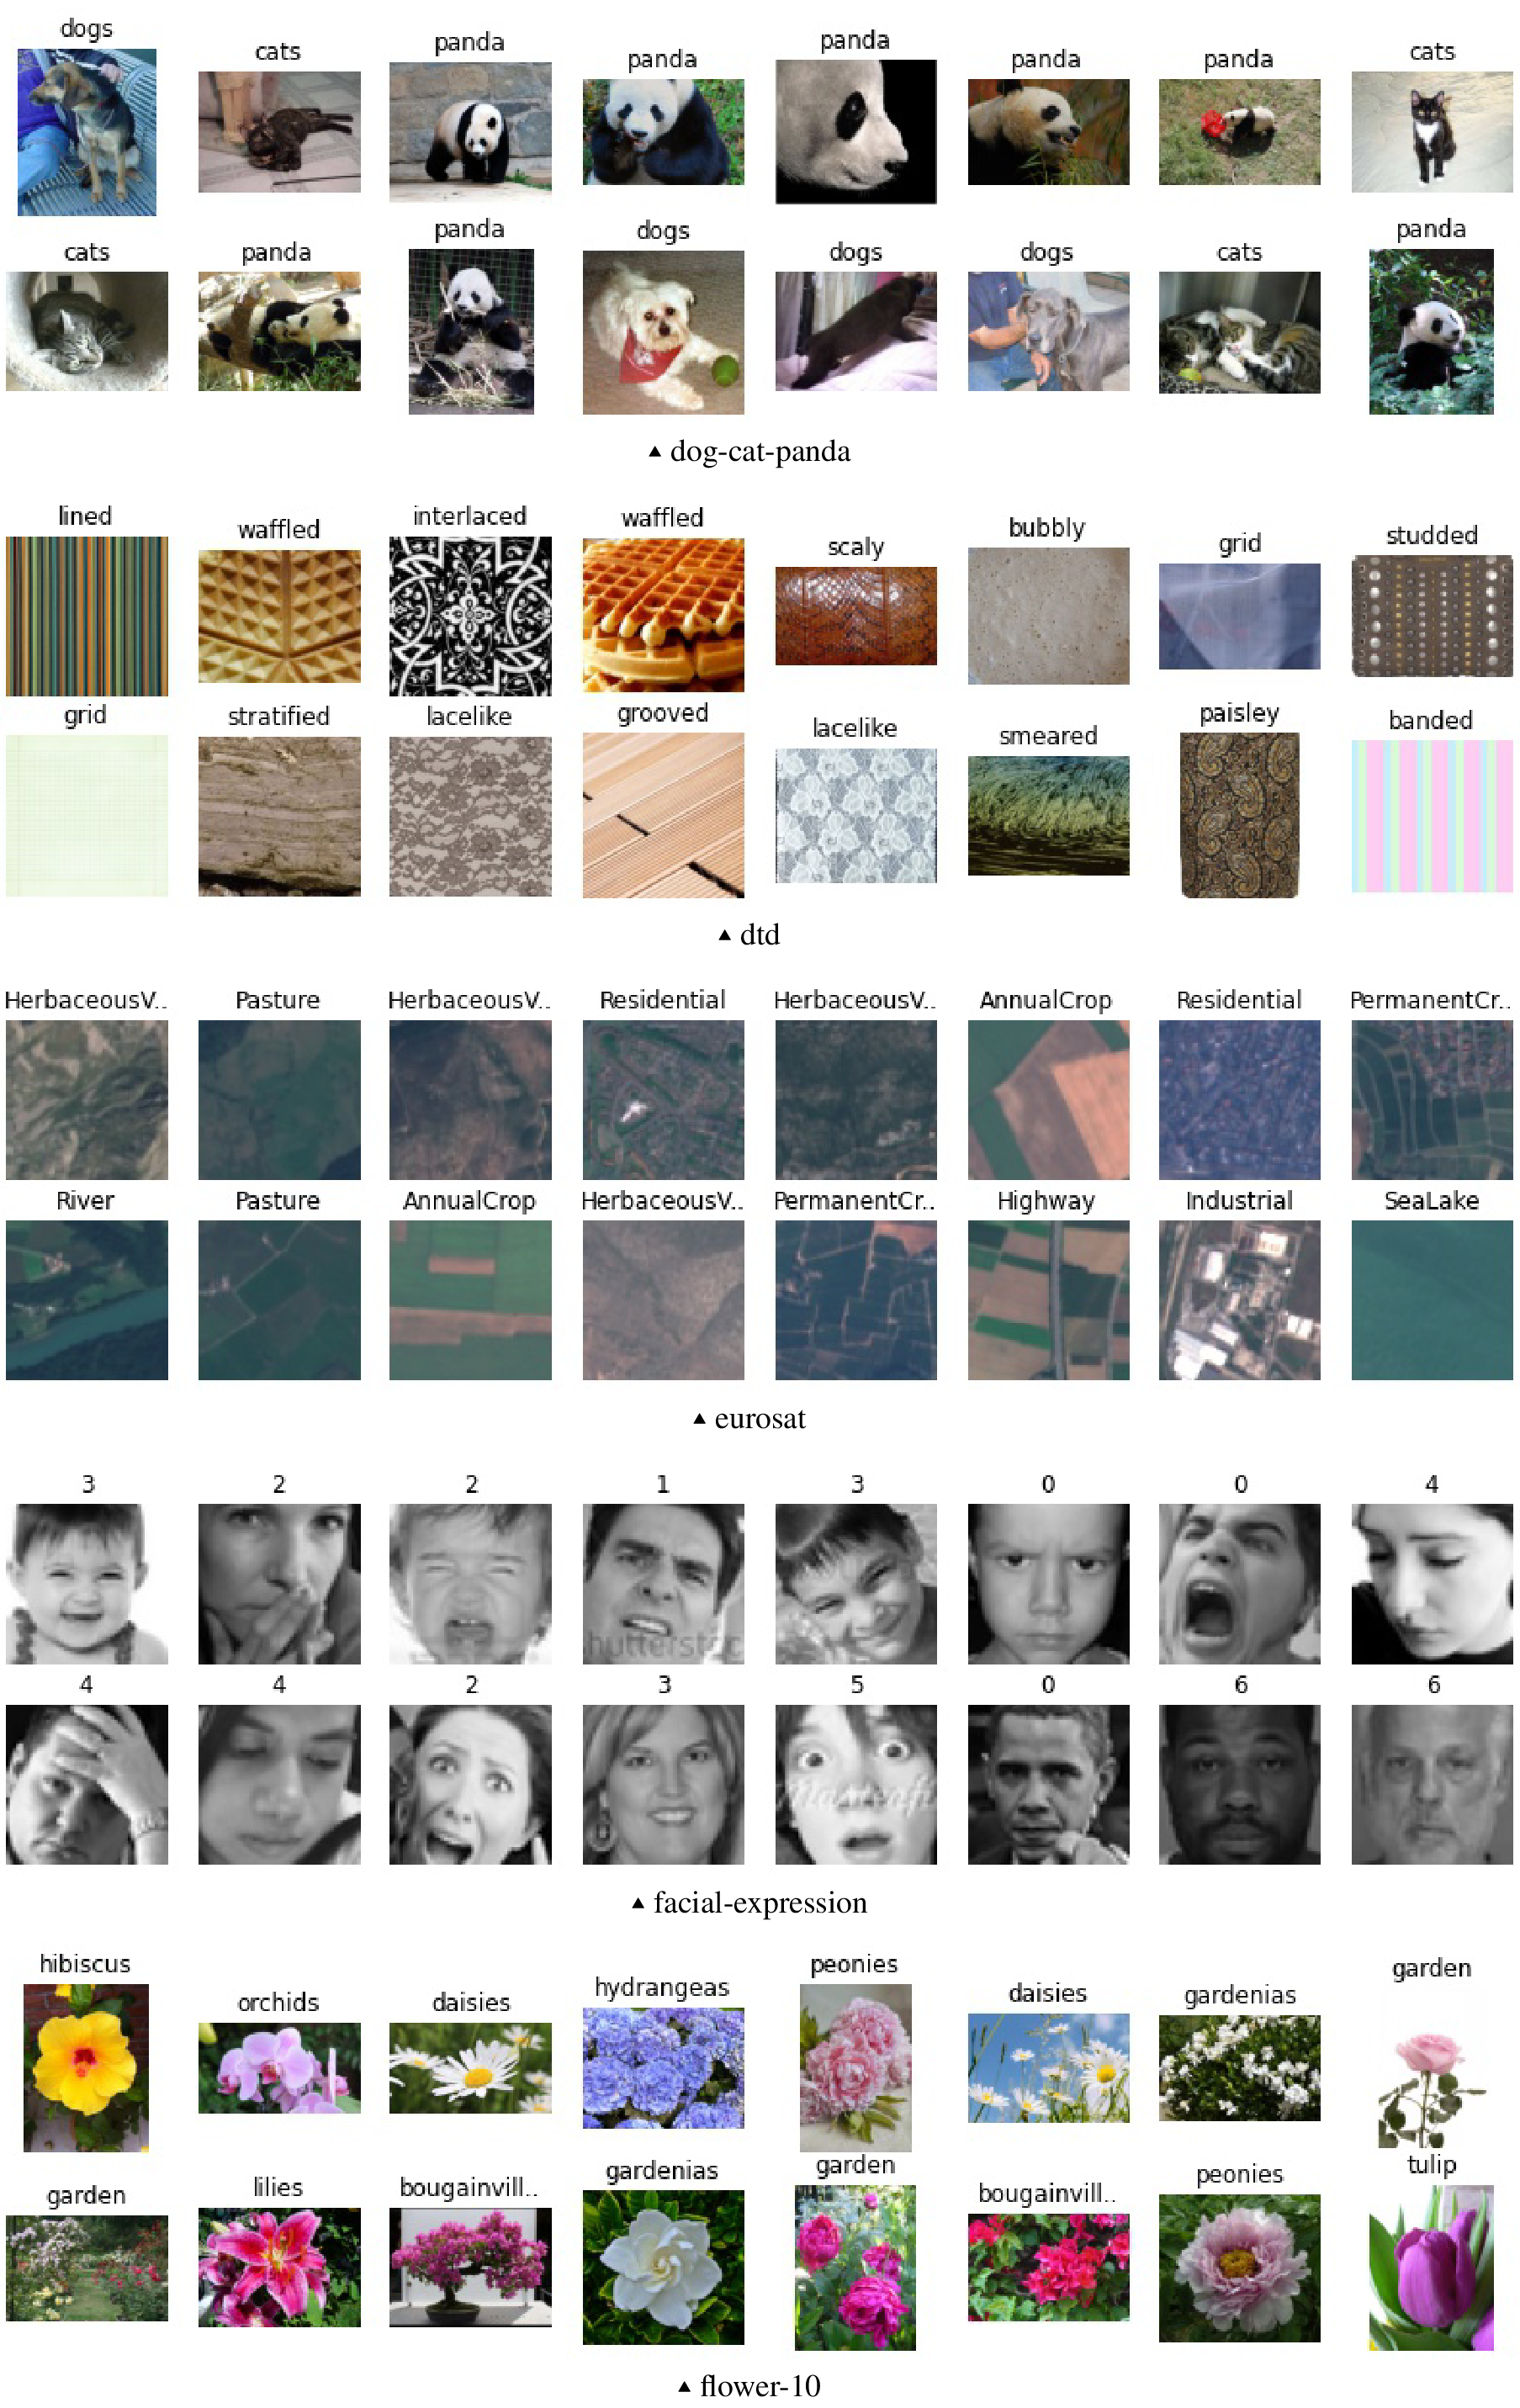 dogs cats panda panda panda panda panda cats
cats panda panda dogs dogs dogs cats panda
▲ dog-cat-panda
lined waffled interlaced waffled scaly bubbly grid studded
grid stratified lacelike grooved lacelike smeared paisley banded
▲ dtd
HerbaceousV.. Pasture HerbaceousV.. Residential HerbaceousV.. AnnualCrop Residential PermanentCr..
River Pasture AnnualCrop HerbaceousV.. PermanentCr.. Highway Industrial SeaLake
▲ eurosat
3 2 2 1 3 0 0 4
hutterstoc
4 4 2 3 5 0 6 6
▲ facial-expression
hibiscus orchids daisies hydrangeas peonies daisies gardenias garden
garden lilies bougainvill.. gardenias garden bougainvill.. peonies tulip
▲ flower-10